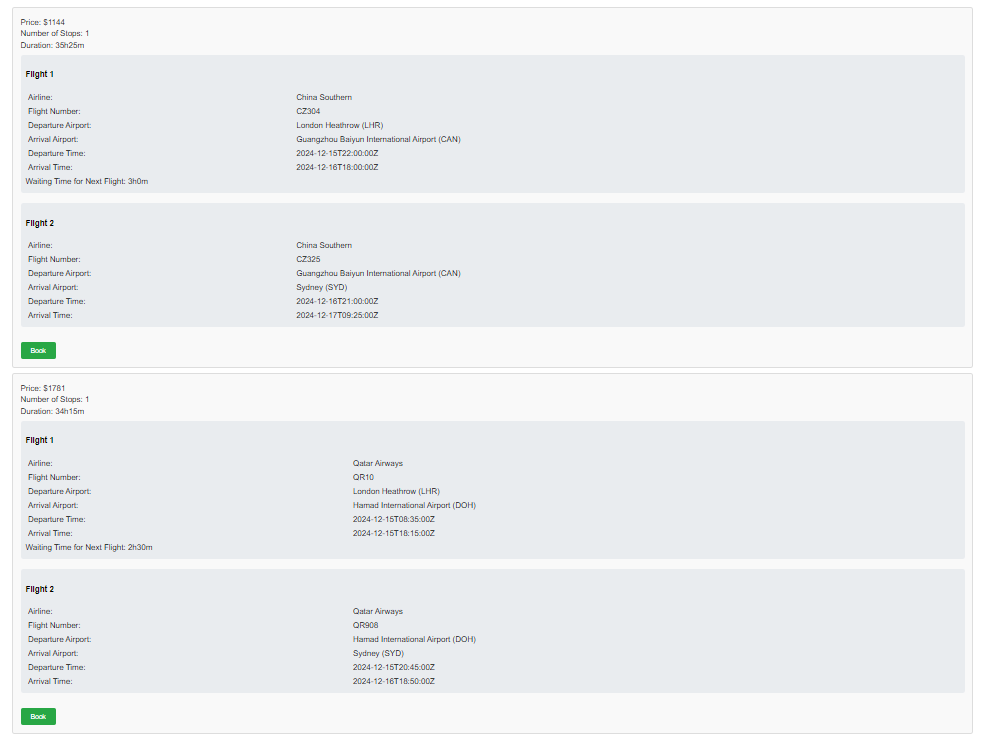 Price: $1144
Number of Stops: 1
Duration: 35h25m
Flight 1
Airline: China Southern
Flight Number: CZ304
Departure Airport: London Heathrow (LHR)
Arrival Airport: Guangzhou Baiyun International Airport (CAN)
Departure Time: 2024-12-15T22:00:00Z
Arrival Time: 2024-12-16T18:00:00Z
Waiting Time for Next Flight: 3h0m
Flight 2
Airline: China Southern
Flight Number: CZ325
Departure Airport: Guangzhou Baiyun International Airport (CAN)
Arrival Airport: Sydney (SYD)
Departure Time: 2024-12-16T21:00:00Z
Arrival Time: 2024-12-17T09:25:00Z
Book
Price: $1781
Number of Stops: 1
Duration: 34h15m
Flight 1
Airline: Qatar Airways
Flight Number: QR10
Departure Airport: London Heathrow (LHR)
Arrival Airport: Hamad International Airport (DOH)
Departure Time: 2024-12-15T08:35:00Z
Arrival Time: 2024-12-15T18:15:00Z
Waiting Time for Next Flight: 2h30m
Flight 2
Airline: Qatar Airways
Flight Number: QR908
Departure Airport: Hamad International Airport (DOH)
Arrival Airport: Sydney (SYD)
Departure Time: 2024-12-15T20:45:00Z
Arrival Time: 2024-12-16T18:50:00Z
Book